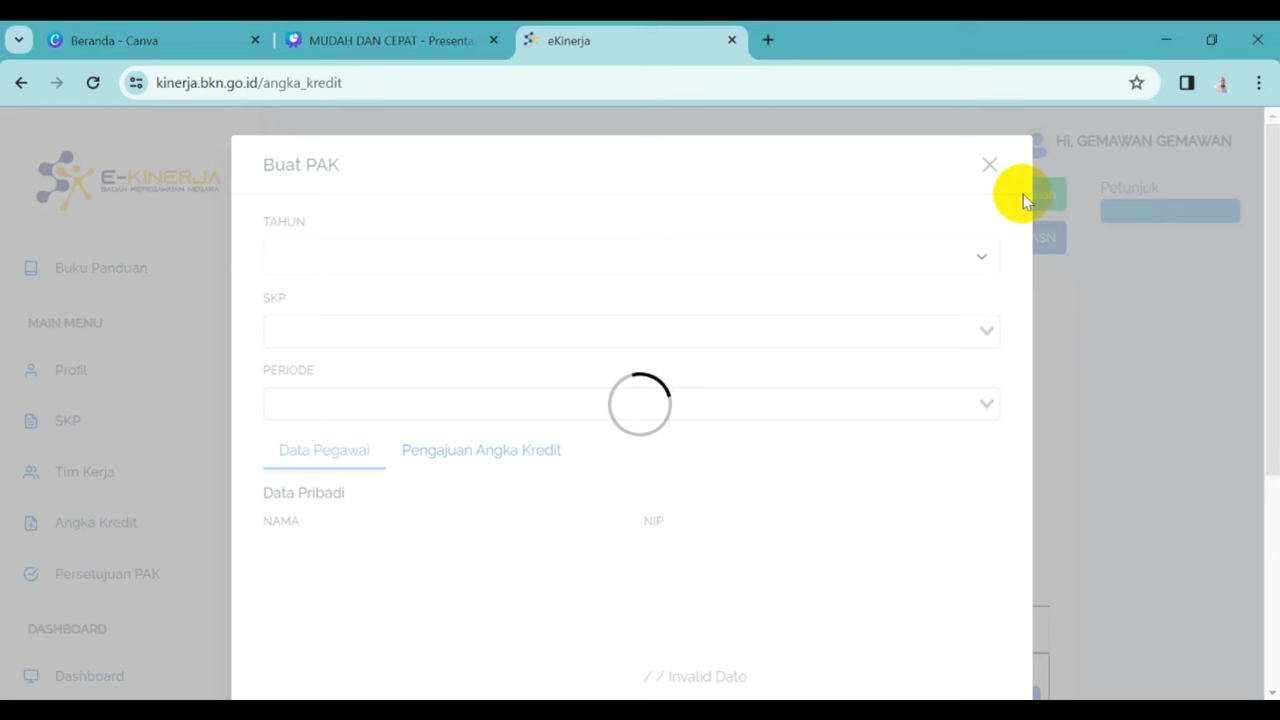 Beranda - Canva
MUDAH DAN CEPAT - Presenta
eKinerja
kinerja.bkn.go.id/angka_kredit
Hi, GEMAWAN GEMAWAN
E-KINERJA
BADAN KEPEGAWAIAN NEGARA
Petunjuk
ASN
Buat PAK
TAHUN
SKP
PERIODE
Data Pegawai
Pengajuan Angka Kredit
Data Pribadi
NAMA
NIP
/ / Invalid Date
Buku Panduan
MAIN MENU
Profil
SKP
Tim Kerja
Angka Kredit
Persetujuan PAK
DASHBOARD
Dashboard